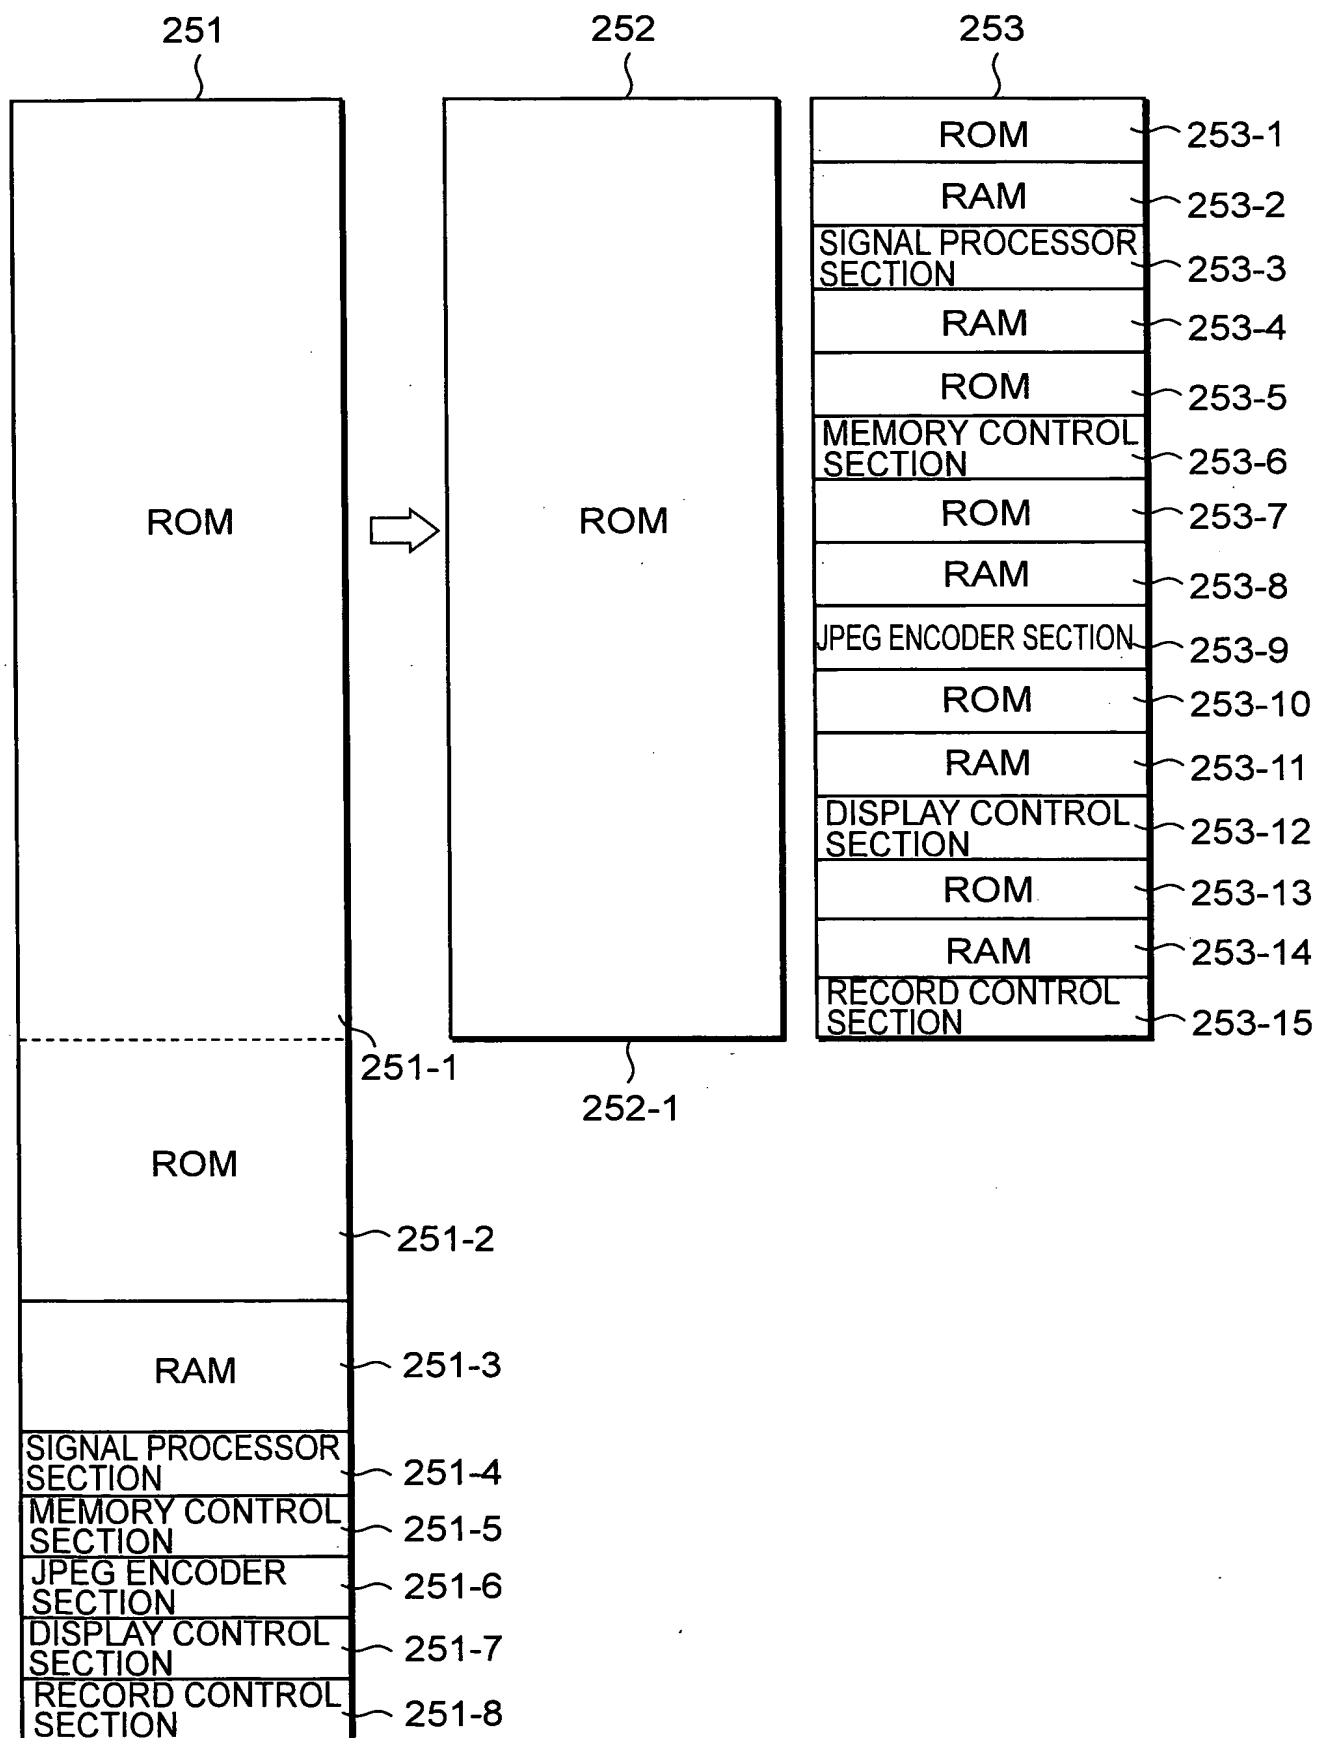 251
252
253
ROM
251-1
ROM
251-2
RAM
251-3
SIGNAL PROCESSOR
SECTION
251-4
MEMORY CONTROL
SECTION
251-5
JPEG ENCODER
SECTION
251-6
DISPLAY CONTROL
SECTION
251-7
RECORD CONTROL
SECTION
251-8
ROM
252-1
ROM
253-1
RAM
253-2
SIGNAL PROCESSOR
SECTION
253-3
RAM
253-4
ROM
253-5
MEMORY CONTROL
SECTION
253-6
ROM
253-7
RAM
253-8
JPEG ENCODER SECTION
253-9
ROM
253-10
RAM
253-11
DISPLAY CONTROL
SECTION
253-12
ROM
253-13
RAM
253-14
RECORD CONTROL
SECTION
253-15